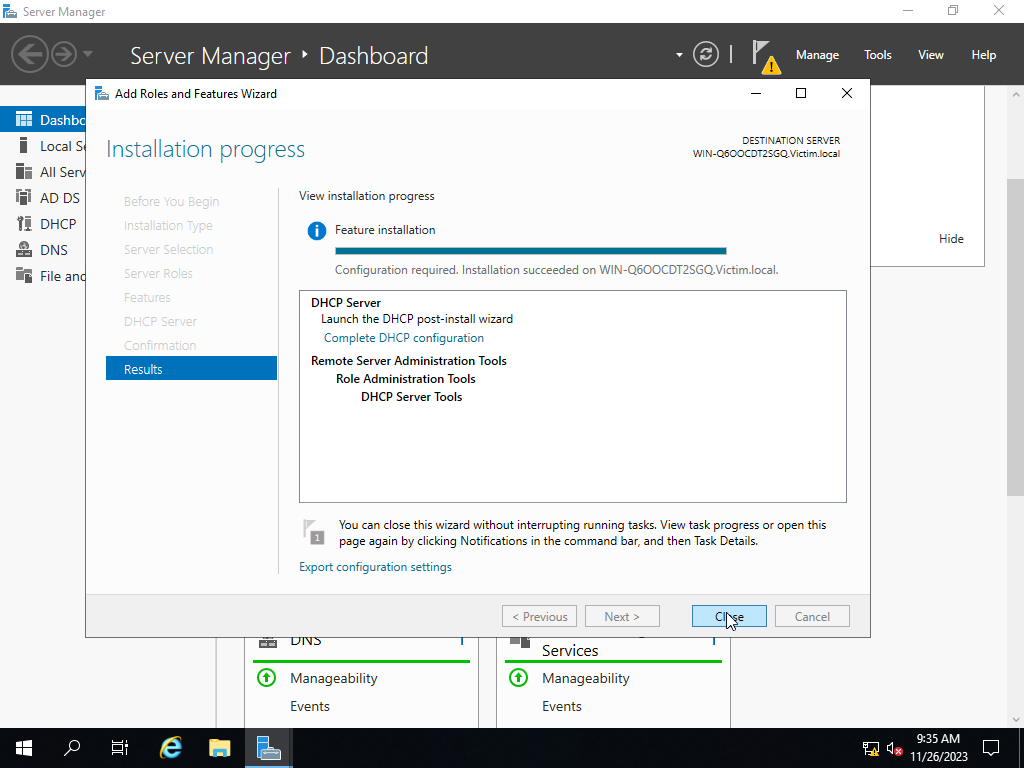 Server Manager
Server Manager ‣ Dashboard
Manage Tools View Help
Add Roles and Features Wizard
Dashbo
Local Se
All Serv
AD DS
DHCP
DNS
File and
Installation progress
DESTINATION SERVER
WIN-Q6OOCDT2SGQ.Victim.local
Before You Begin
Installation Type
Server Selection
Server Roles
Features
DHCP Server
Confirmation
Results
View installation progress
Feature installation
Configuration required. Installation succeeded on WIN-Q6OOCDT2SGQ.Victim.local.
DHCP Server
Launch the DHCP post-install wizard
Complete DHCP configuration
Remote Server Administration Tools
Role Administration Tools
DHCP Server Tools
1
You can close this wizard without interrupting running tasks. View task progress or open this
page again by clicking Notifications in the command bar, and then Task Details.
Export configuration settings
< Previous Next > Close Cancel
Hide
DNS 1
Manageability
Events
Services 1
Manageability
Events
9:35 AM
11/26/2023